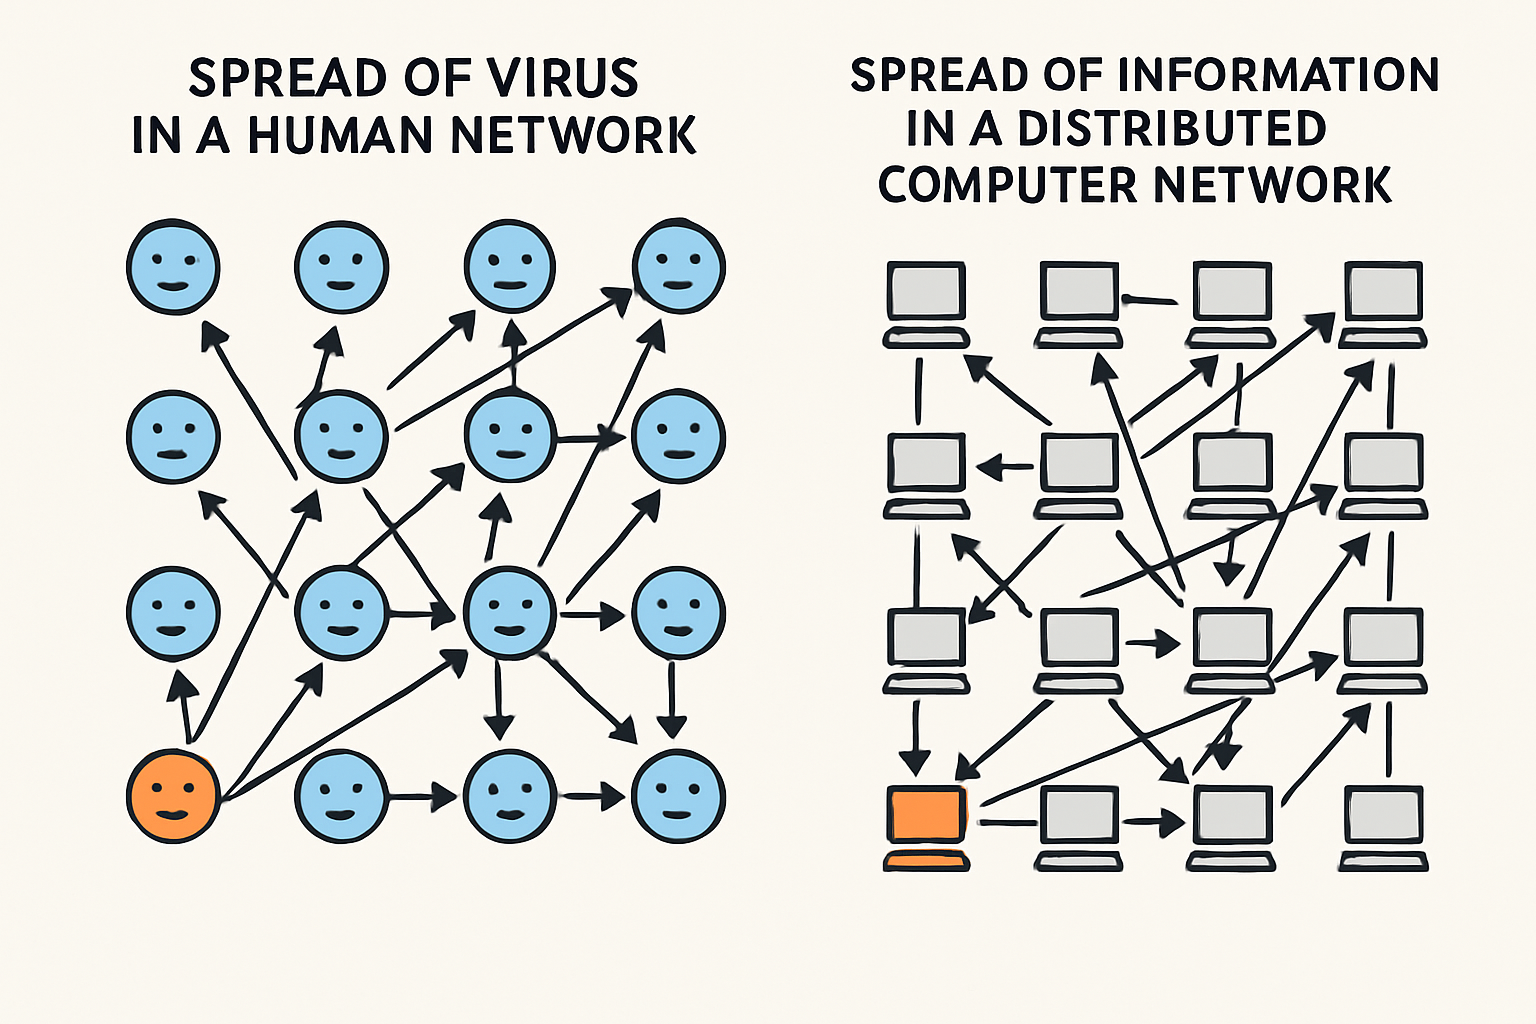 SPREAD OF VIRUS
IN A HUMAN NETWORK
SPREAD OF INFORMATION
IN A DISTRIBUTED
COMPUTER NETWORK